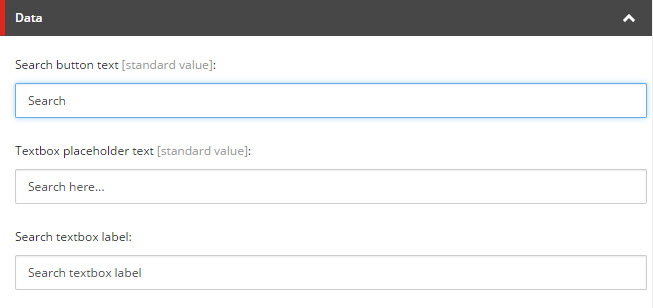 Data
Search button text [standard value]:
Search
Textbox placeholder text [standard value]:
Search here...
Search textbox label:
Search textbox label